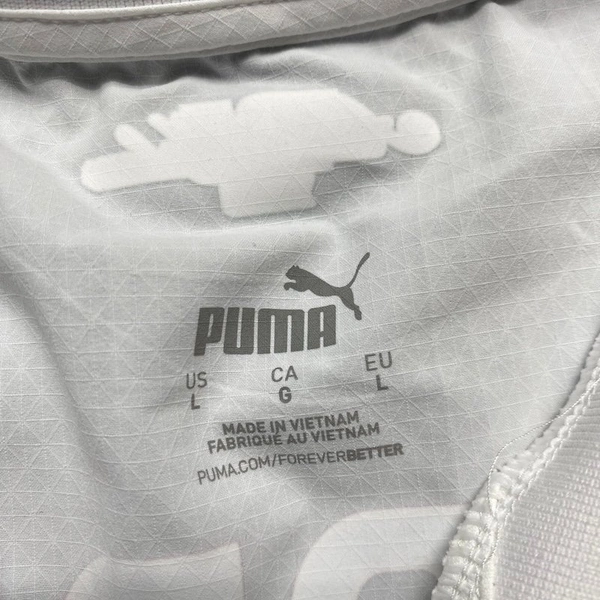 PUMA
US CA EU
L G L
MADE IN VIETNAM
FABRIQUÉ AU VIETNAM
PUMA.COM/FOREVERBETTER